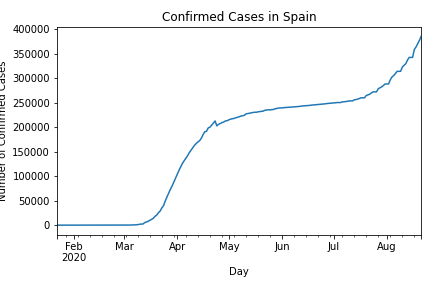 Confirmed Cases in Spain
400000
350000
300000
250000
200000
150000
100000
50000
0
Number of Confirmed Cases
Feb
2020
Mar
Apr
May
Jun
Jul
Aug
Day